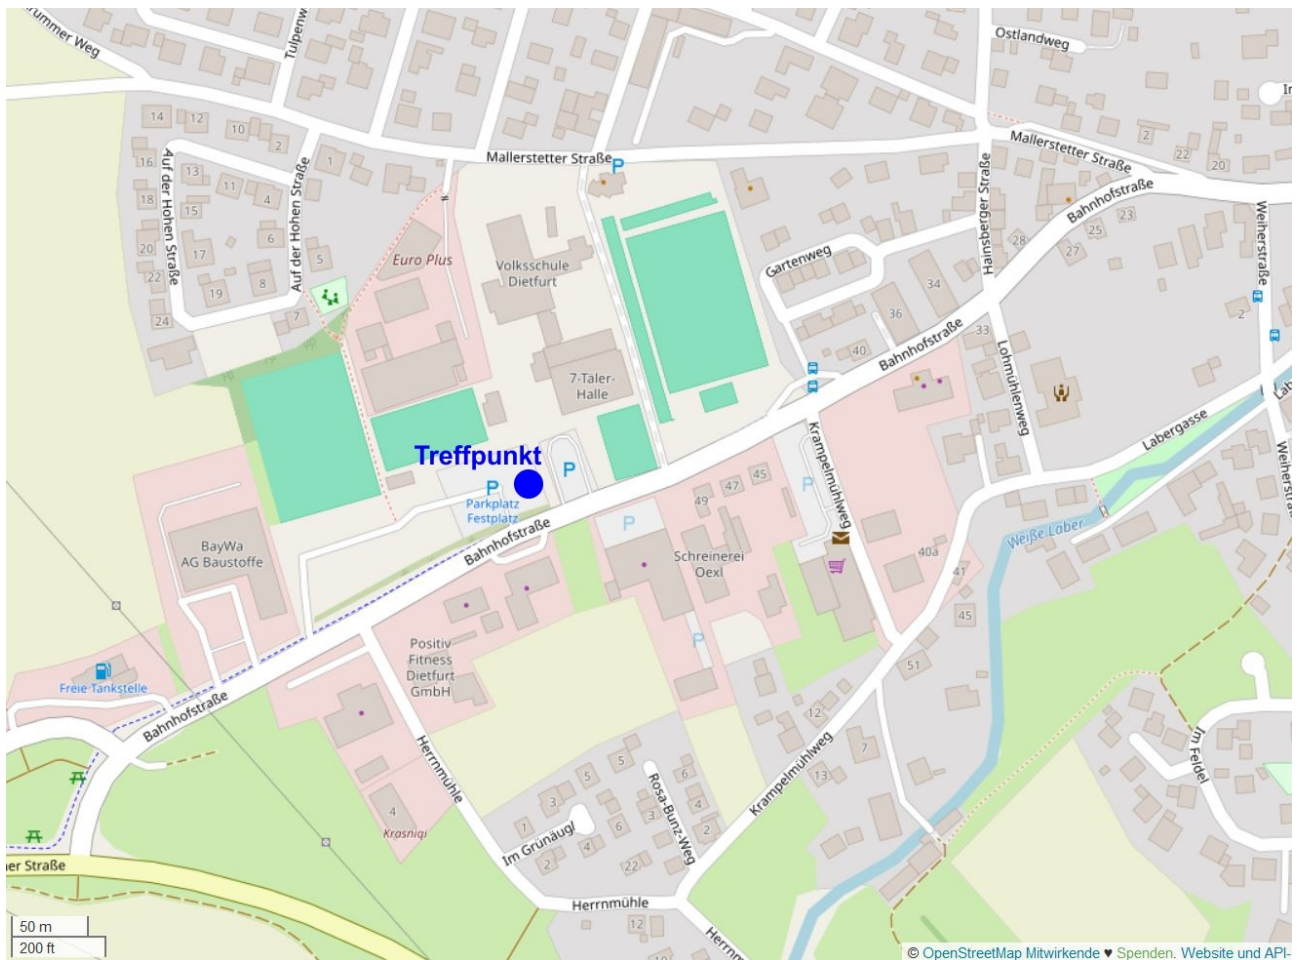 Ostlandweg
Tulpenw
rummer Weg
14
12
10
2
1
16
13
11
4
18
15
6
20
17
5
22
19
8
24
7
Auf der Hohen Straße
Auf der Hohen Straße
Mallerstetter Straße
P
Mallerstetter Straße
2
22
20
Euro Plus
Volksschule
Dietfurt
7-Taler-
Halle
Gartenweg
Hainsberger Straße
Bahnhofstraße
28
27
25
23
34
36
40
33
2
Weiherstraße
Bahnhofstraße
Lohmühlenweg
Labergasse
Treffpunkt
P
P
Parkplatz
Festplatz
Bahnhofstraße
P
49
47
45
P
Krampelmühlweg
Schreinerei
Oexl
P
40a
41
45
51
Weiße Laber
BayWa
AG Baustoffe
Freie Tankstelle
Bahnhofstraße
Positiv
Fitness
Dietfurt
GmbH
Herrnmühle
4
Krasniqi
1
3
5
5
6
2
4
22
Im Grünäugl
Rosa-Bunz-Weg
6
4
3
2
12
13
7
Krampelmühlweg
Im Feldel
Herrnmühle
12
er Straße
50 m
200 ft
© OpenStreetMap Mitwirkende ♥ Spenden. Website und API-